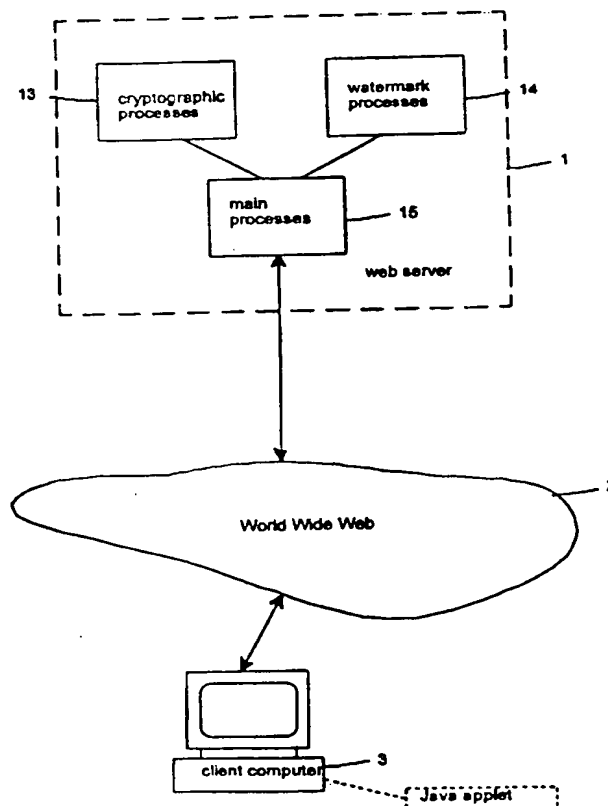 13
cryptographic
processes
watermark
processes
14
1
main
processes
15
web server
World Wide Web
3
client computer
Java applet